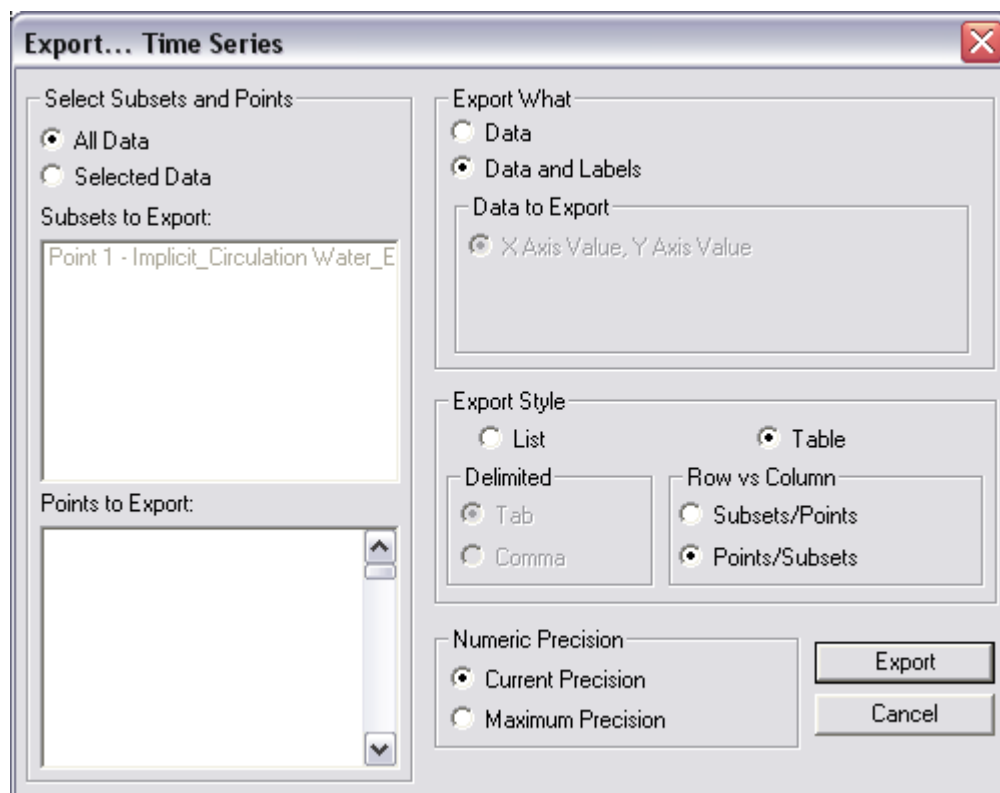 Export... Time Series
Select Subsets and Points
All Data
Selected Data
Subsets to Export:
Point 1 - Implicit_Circulation Water_E
Points to Export:
Export What
Data
Data and Labels
Data to Export
X Axis Value, Y Axis Value
Export Style
List
Table
Delimited
Tab
Comma
Row vs Column
Subsets/Points
Points/Subsets
Numeric Precision
Current Precision
Maximum Precision
Export
Cancel